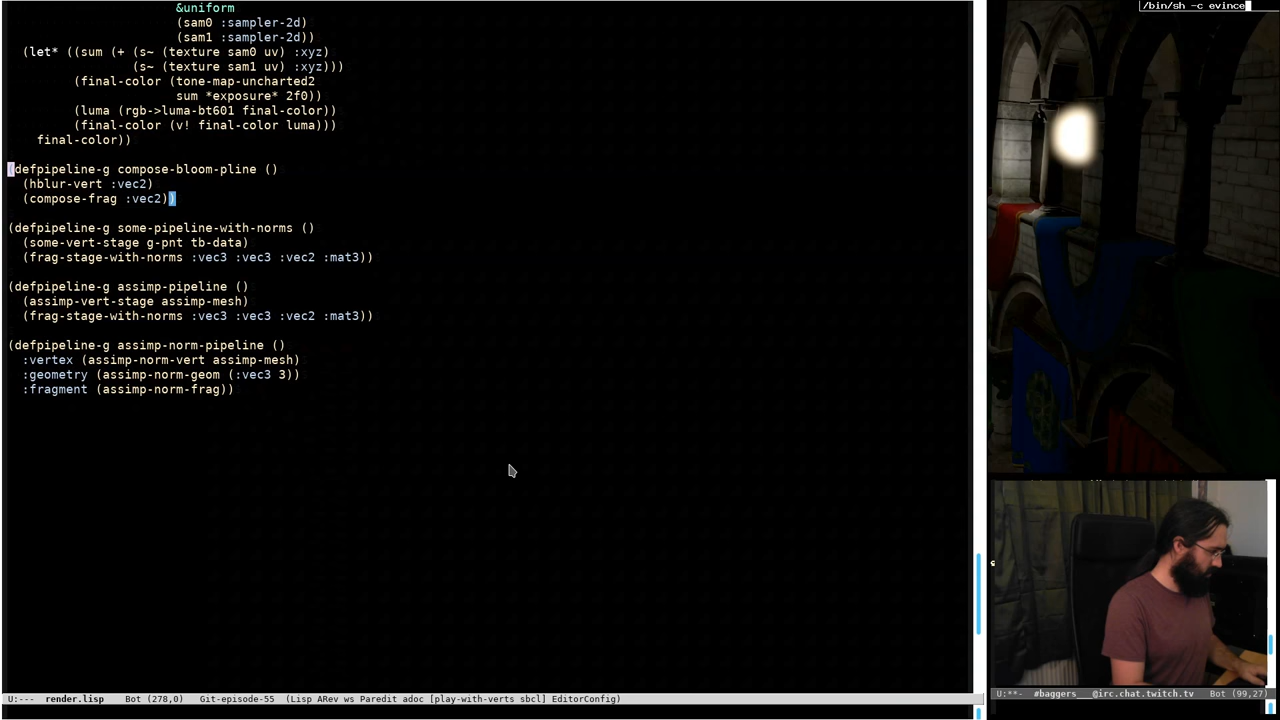 &uniform
(sam0 :sampler-2d)
(sam1 :sampler-2d))
(let* ((sum (+ (s~ (texture sam0 uv) :xyz)
(s~ (texture sam1 uv) :xyz)))
(final-color (tone-map-uncharted2
sum *exposure* 2f0))
(luma (rgb->luma-bt601 final-color))
(final-color (v! final-color luma)))
final-color))
(defpipeline-g compose-bloom-pline ()
(hblur-vert :vec2)
(compose-frag :vec2))
(defpipeline-g some-pipeline-with-norms ()
(some-vert-stage g-pnt tb-data)
(frag-stage-with-norms :vec3 :vec3 :vec2 :mat3))
(defpipeline-g assimp-pipeline ()
(assimp-vert-stage assimp-mesh)
(frag-stage-with-norms :vec3 :vec3 :vec2 :mat3))
(defpipeline-g assimp-norm-pipeline ()
:vertex (assimp-norm-vert assimp-mesh)
:geometry (assimp-norm-geom (:vec3 3))
:fragment (assimp-norm-frag))
U:--- render.lisp Bot (278,0) Git-episode-55 (Lisp ARev ws Paredit adoc [play-with-verts sbcl] EditorConfig)
/bin/sh -c evince
U:**- #baggers__@irc.chat.twitch.tv Bot (99,27)